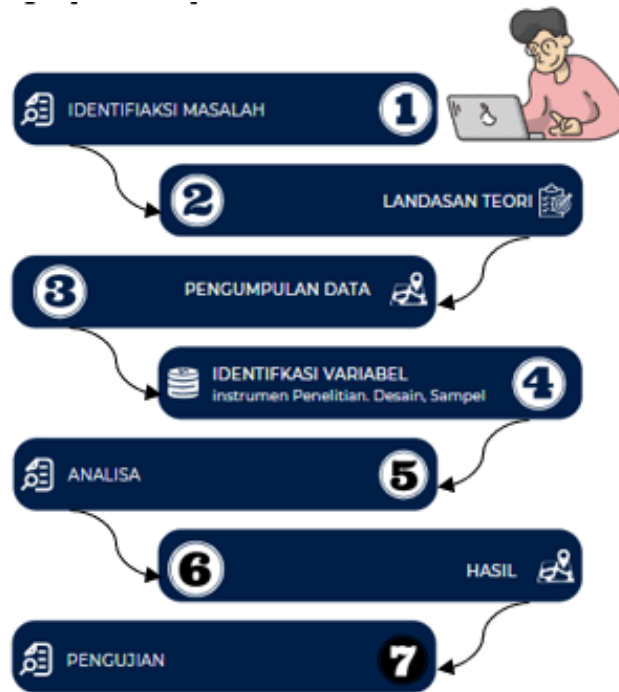 IDENTIFIAKSI MASALAH
1
2
LANDASAN TEORI
3
PENGUMPULAN DATA
IDENTIFKASI VARIABEL
instrumen Penelitian. Desain, Sampel
4
ANALISA
5
6
HASIL
PENGUJIAN
7